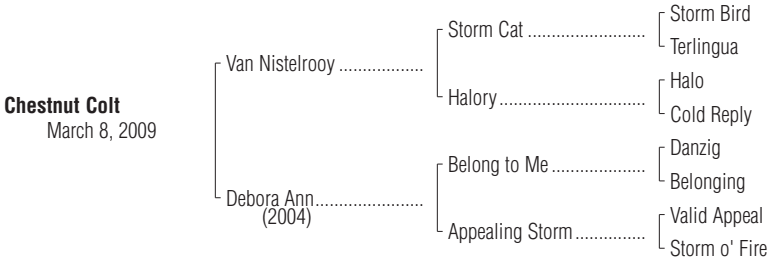 Chestnut Colt
March 8, 2009
Van Nistelrooy ..................
Debora Ann.......................
(2004)
Storm Cat .........................
Halory...............................
Belong to Me ....................
Appealing Storm...............
Storm Bird
Terlingua
Halo
Cold Reply
Danzig
Belonging
Valid Appeal
Storm o' Fire